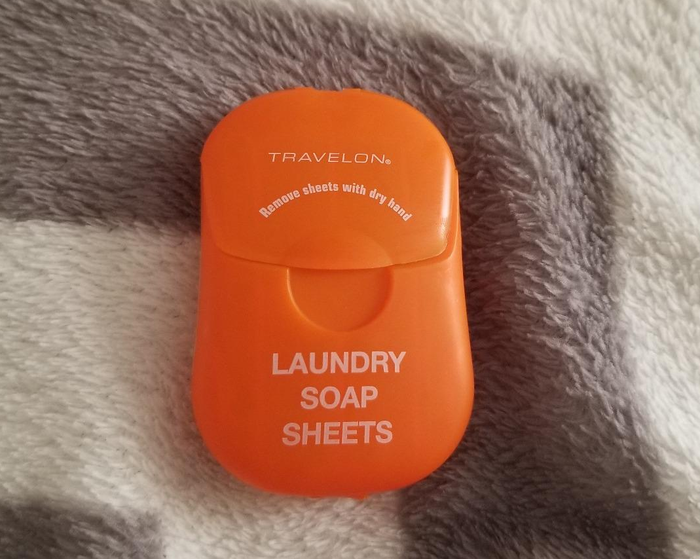 TRAVELON®
Remove sheets with dry hand
LAUNDRY
SOAP
SHEETS